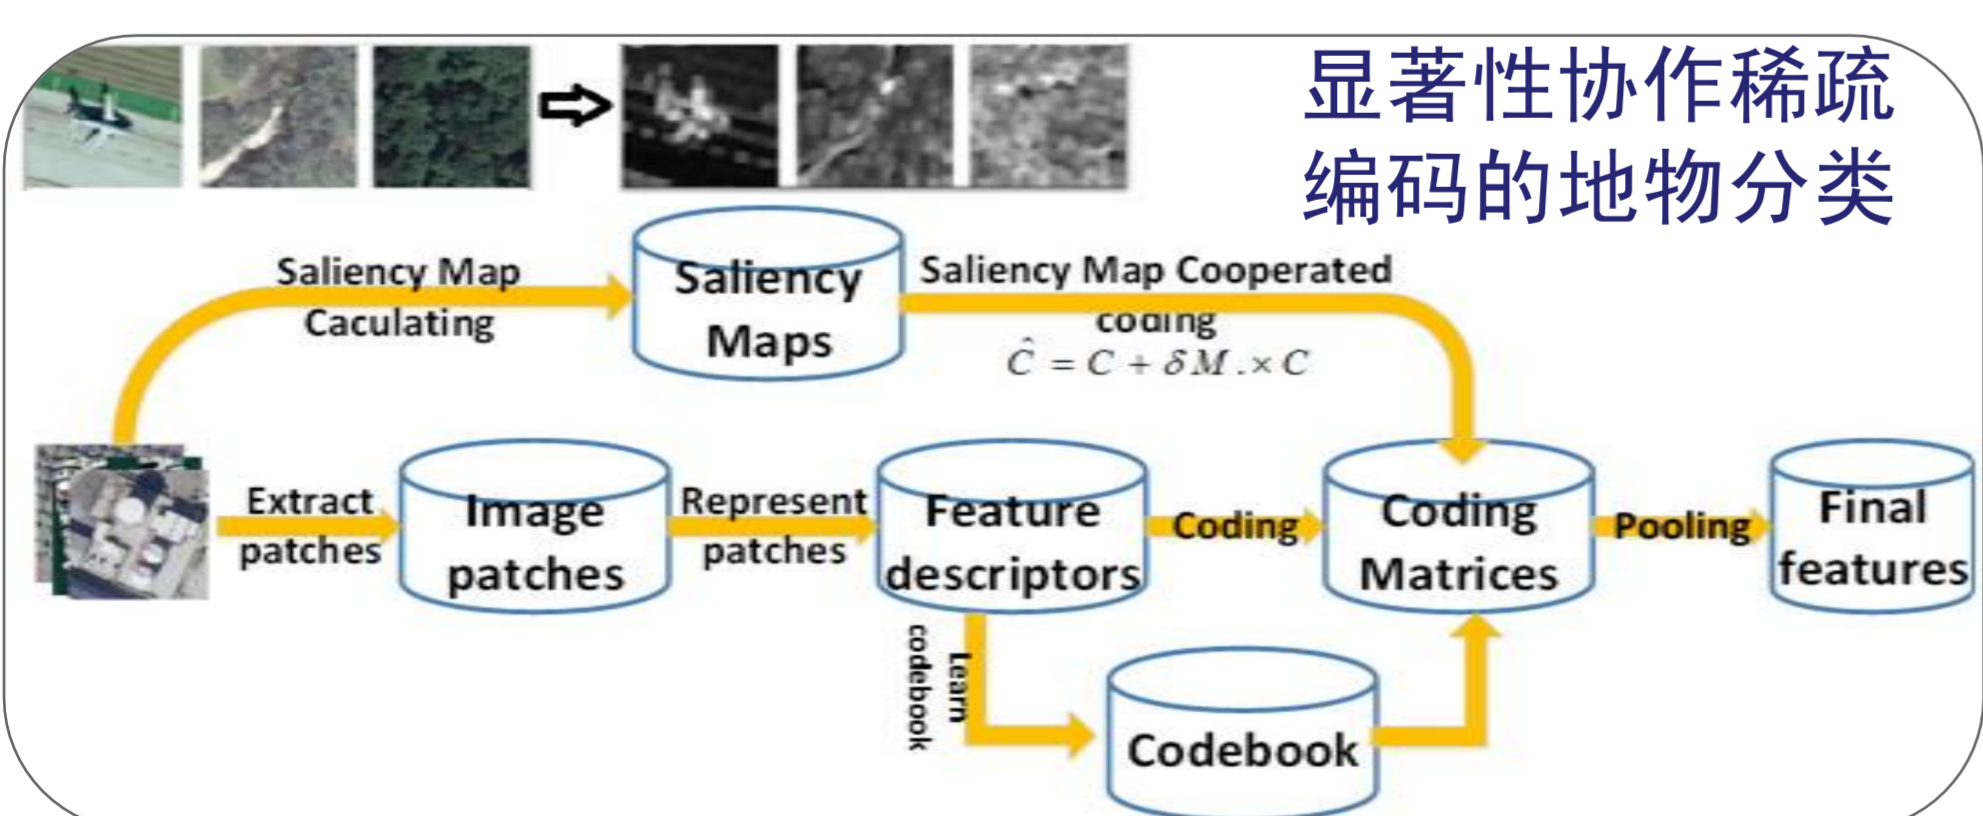 显著性协作稀疏
编码的地物分类
Saliency Map
Caculating
Saliency
Maps
Saliency Map Cooperated
coding
Ĉ = C + δ M .× C
Extract
patches
Image
patches
Represent
patches
Feature
descriptors
Coding
Coding
Matrices
Pooling
Final
features
Learn
codebook
Codebook